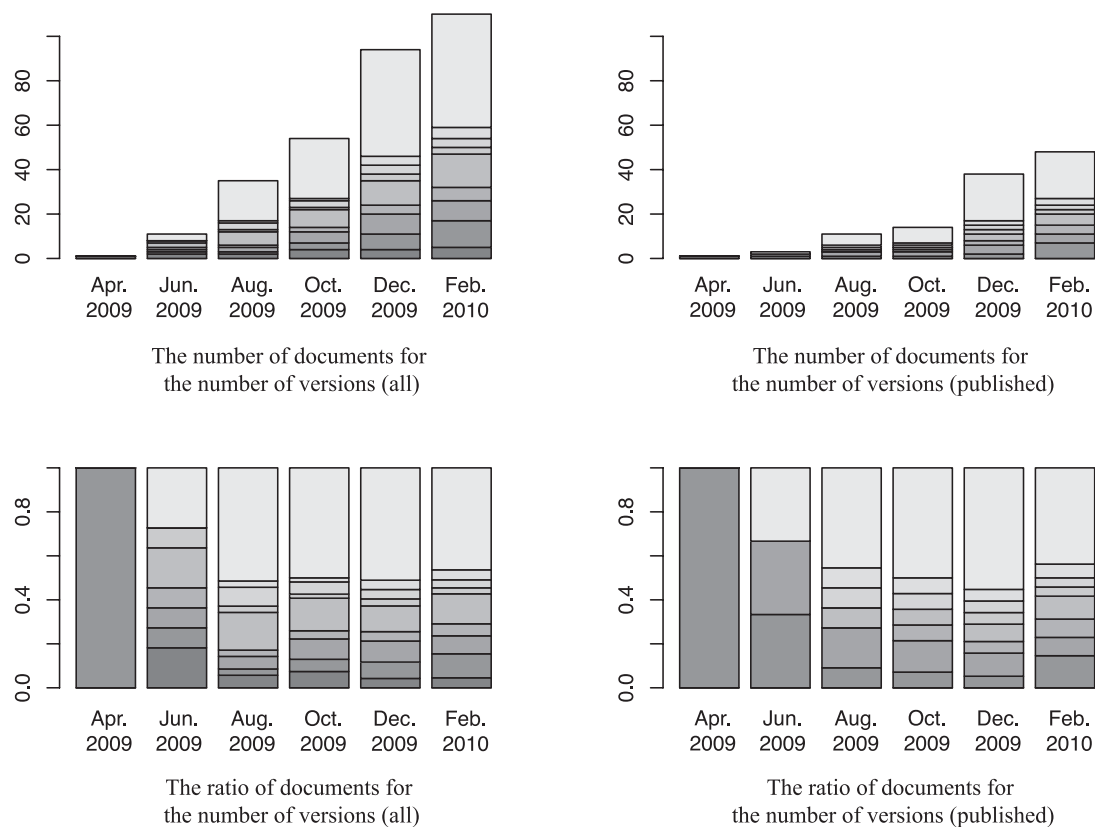 80
60
40
20
0
Apr. Jun. Aug. Oct. Dec. Feb.
2009 2009 2009 2009 2009 2010
The number of documents for
the number of versions (all)
80
60
40
20
0
Apr. Jun. Aug. Oct. Dec. Feb.
2009 2009 2009 2009 2009 2010
The number of documents for
the number of versions (published)
0.8
0.4
0.0
Apr. Jun. Aug. Oct. Dec. Feb.
2009 2009 2009 2009 2009 2010
The ratio of documents for
the number of versions (all)
0.8
0.4
0.0
Apr. Jun. Aug. Oct. Dec. Feb.
2009 2009 2009 2009 2009 2010
The ratio of documents for
the number of versions (published)